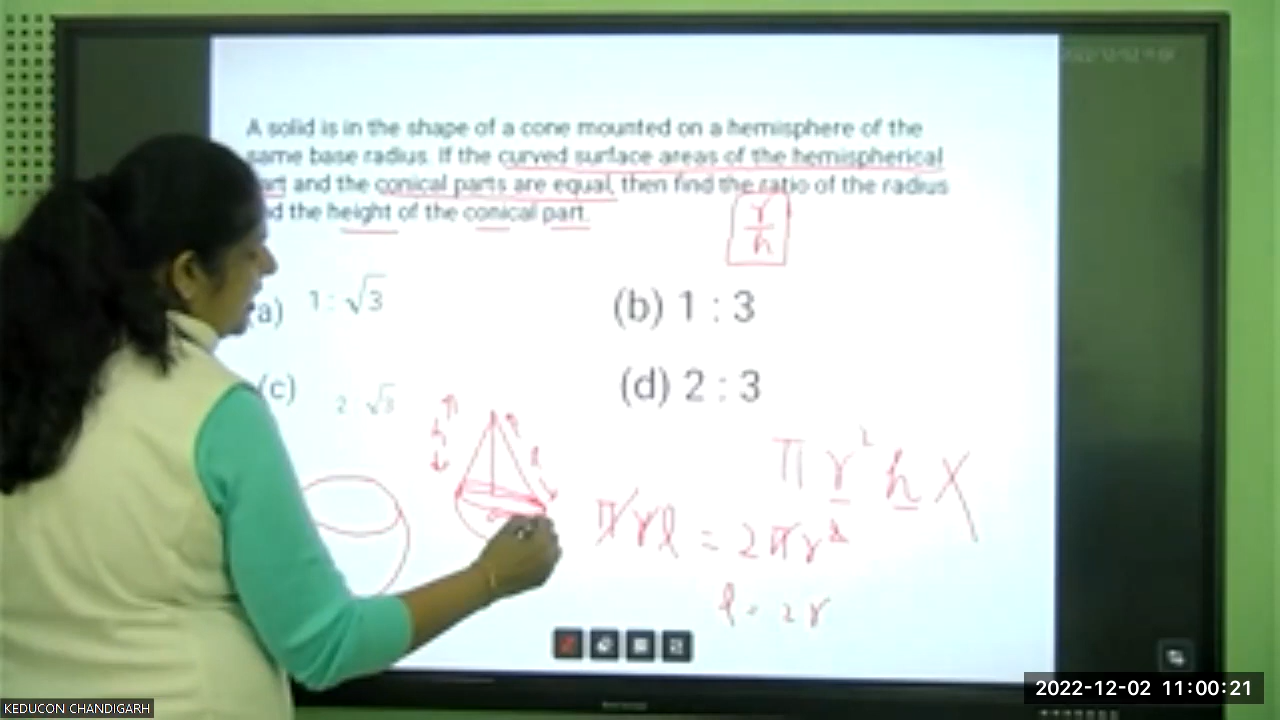 A solid is in the shape of a cone mounted on a hemisphere of the
same base radius. If the curved surface areas of the hemispherical
part and the conical parts are equal, then find the ratio of the radius
and the height of the conical part.
r
h
(a) 1 : √3
(b) 1 : 3
(c) 2 : √3
(d) 2 : 3
h
l
π r² h X
πrl = 2πr²
l = 2r
2022-12-02 11:00:21
KEDUCON CHANDIGARH